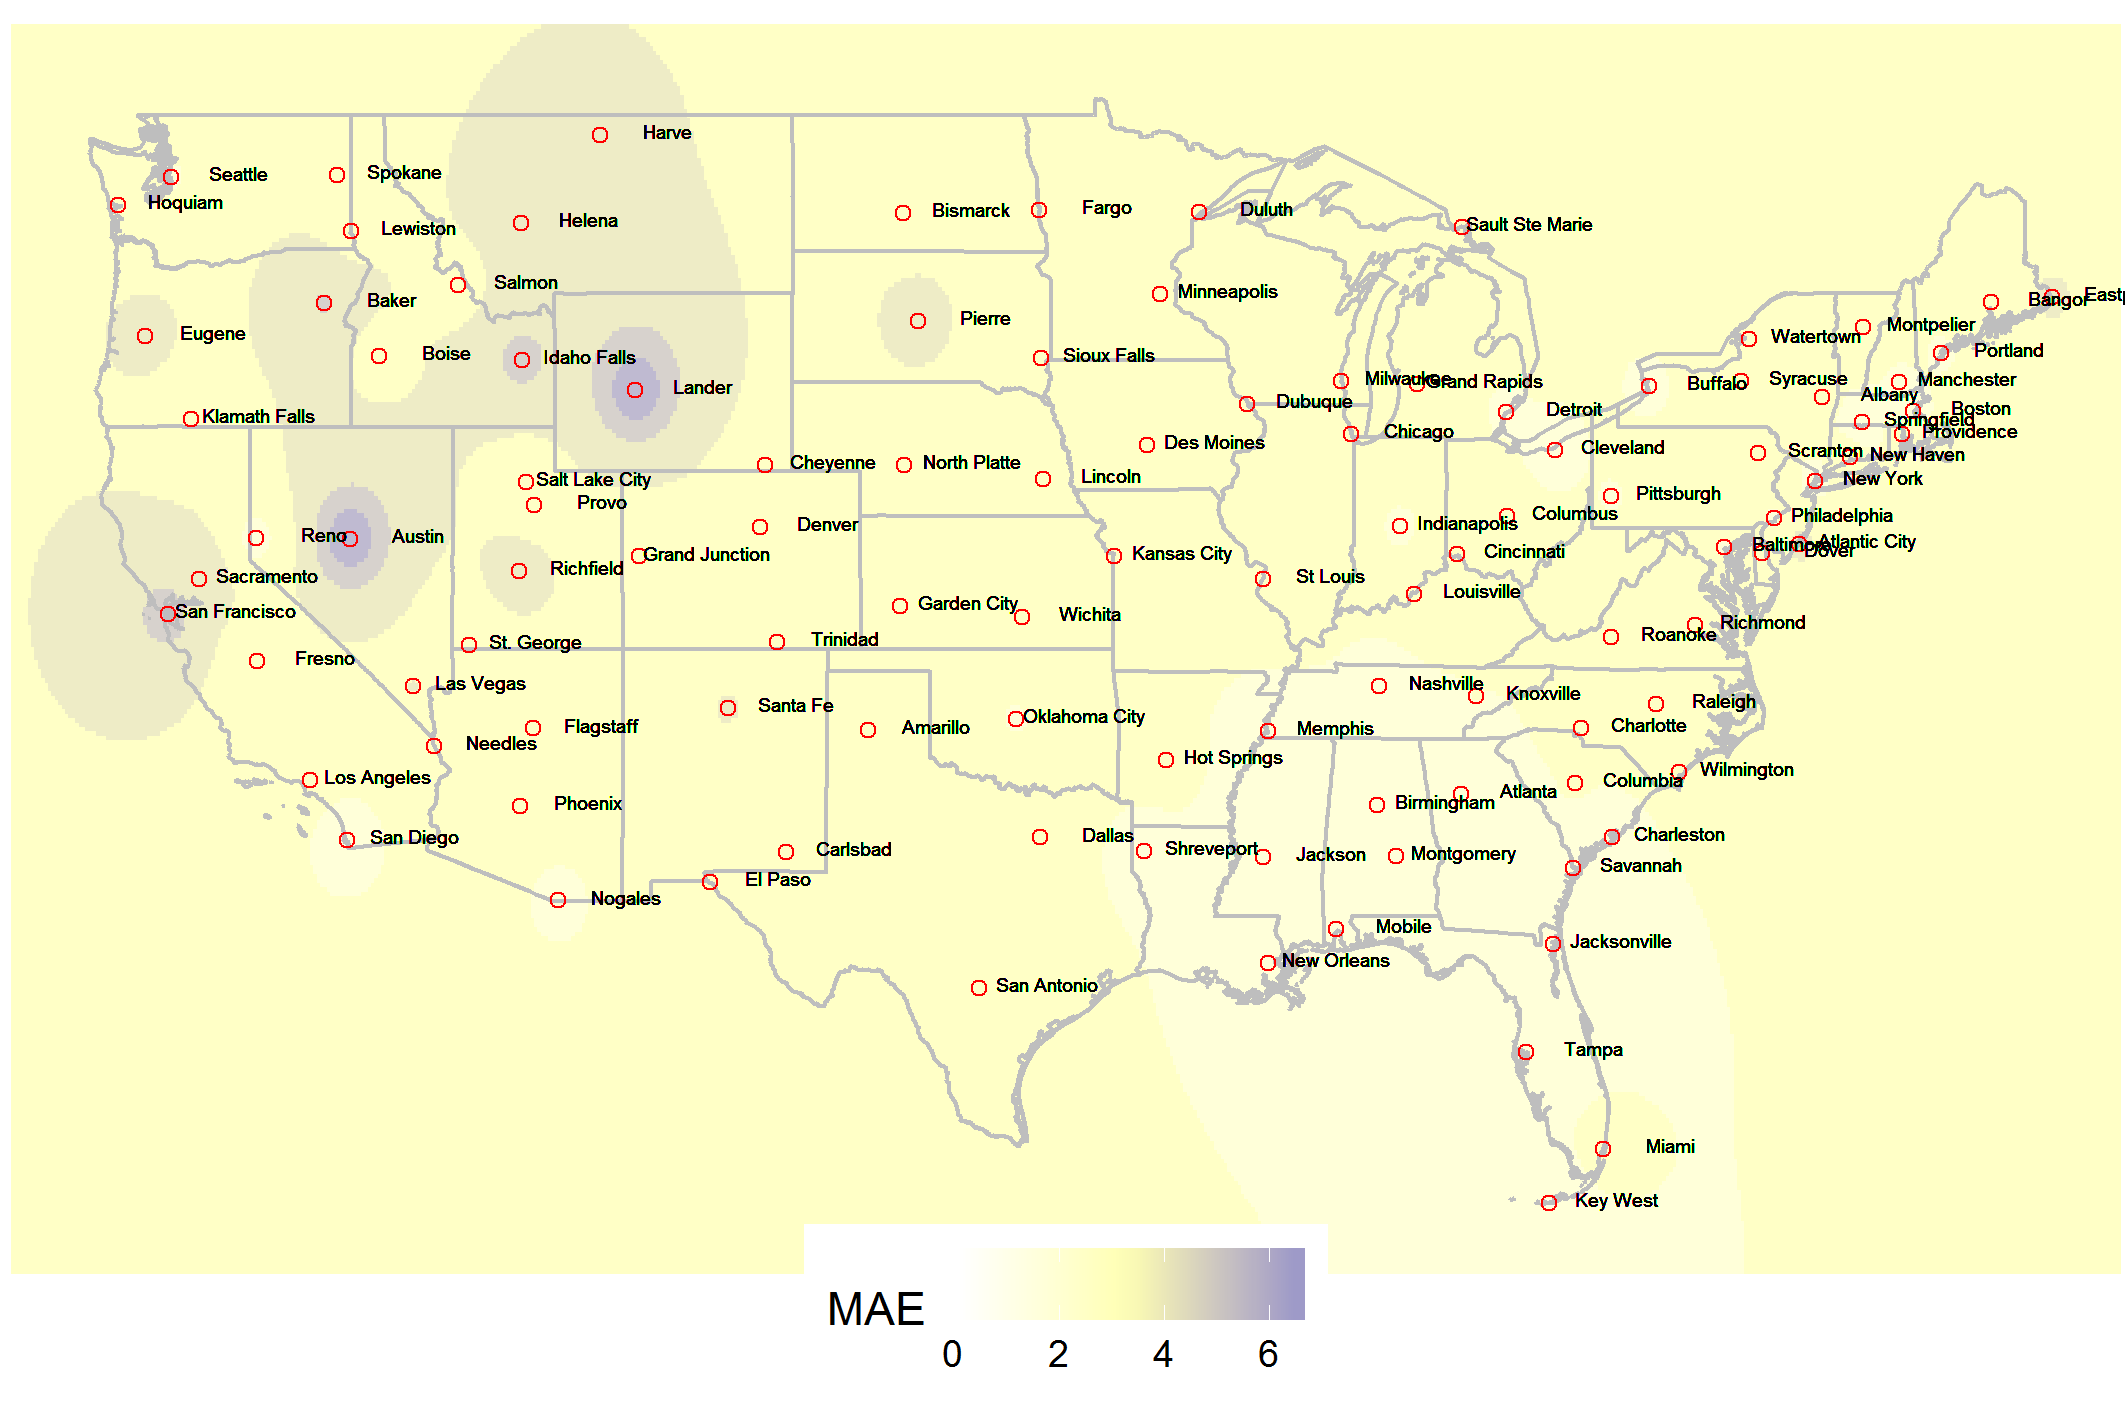 Harve
Seattle
Spokane
Hoquiam
Bismarck
Fargo
Duluth
Helena
Sault Ste Marie
Lewiston
Salmon
Minneapolis
Baker
Bangor
Eastp
Pierre
Montpelier
Eugene
Watertown
Boise
Idaho Falls
Sioux Falls
Portland
Milwaukee
Grand Rapids
Syracuse
Manchester
Buffalo
Lander
Albany
Dubuque
Detroit
Boston
Klamath Falls
Springfield
Chicago
Providence
Des Moines
Cleveland
Scranton
New Haven
Cheyenne
North Platte
Lincoln
Salt Lake City
New York
Provo
Pittsburgh
Columbus
Philadelphia
Denver
Indianapolis
Reno
Austin
Atlantic City
Baltimore
Dover
Grand Junction
Kansas City
Cincinnati
Richfield
Sacramento
St Louis
Louisville
San Francisco
Garden City
Wichita
Richmond
Roanoke
St. George
Trinidad
Fresno
Las Vegas
Nashville
Knoxville
Santa Fe
Raleigh
Oklahoma City
Flagstaff
Amarillo
Memphis
Charlotte
Needles
Hot Springs
Los Angeles
Wilmington
Columbia
Atlanta
Phoenix
Birmingham
San Diego
Dallas
Charleston
Carlsbad
Shreveport
Jackson
Montgomery
Savannah
El Paso
Nogales
Mobile
Jacksonville
New Orleans
San Antonio
Tampa
Miami
Key West
MAE
0 2 4 6